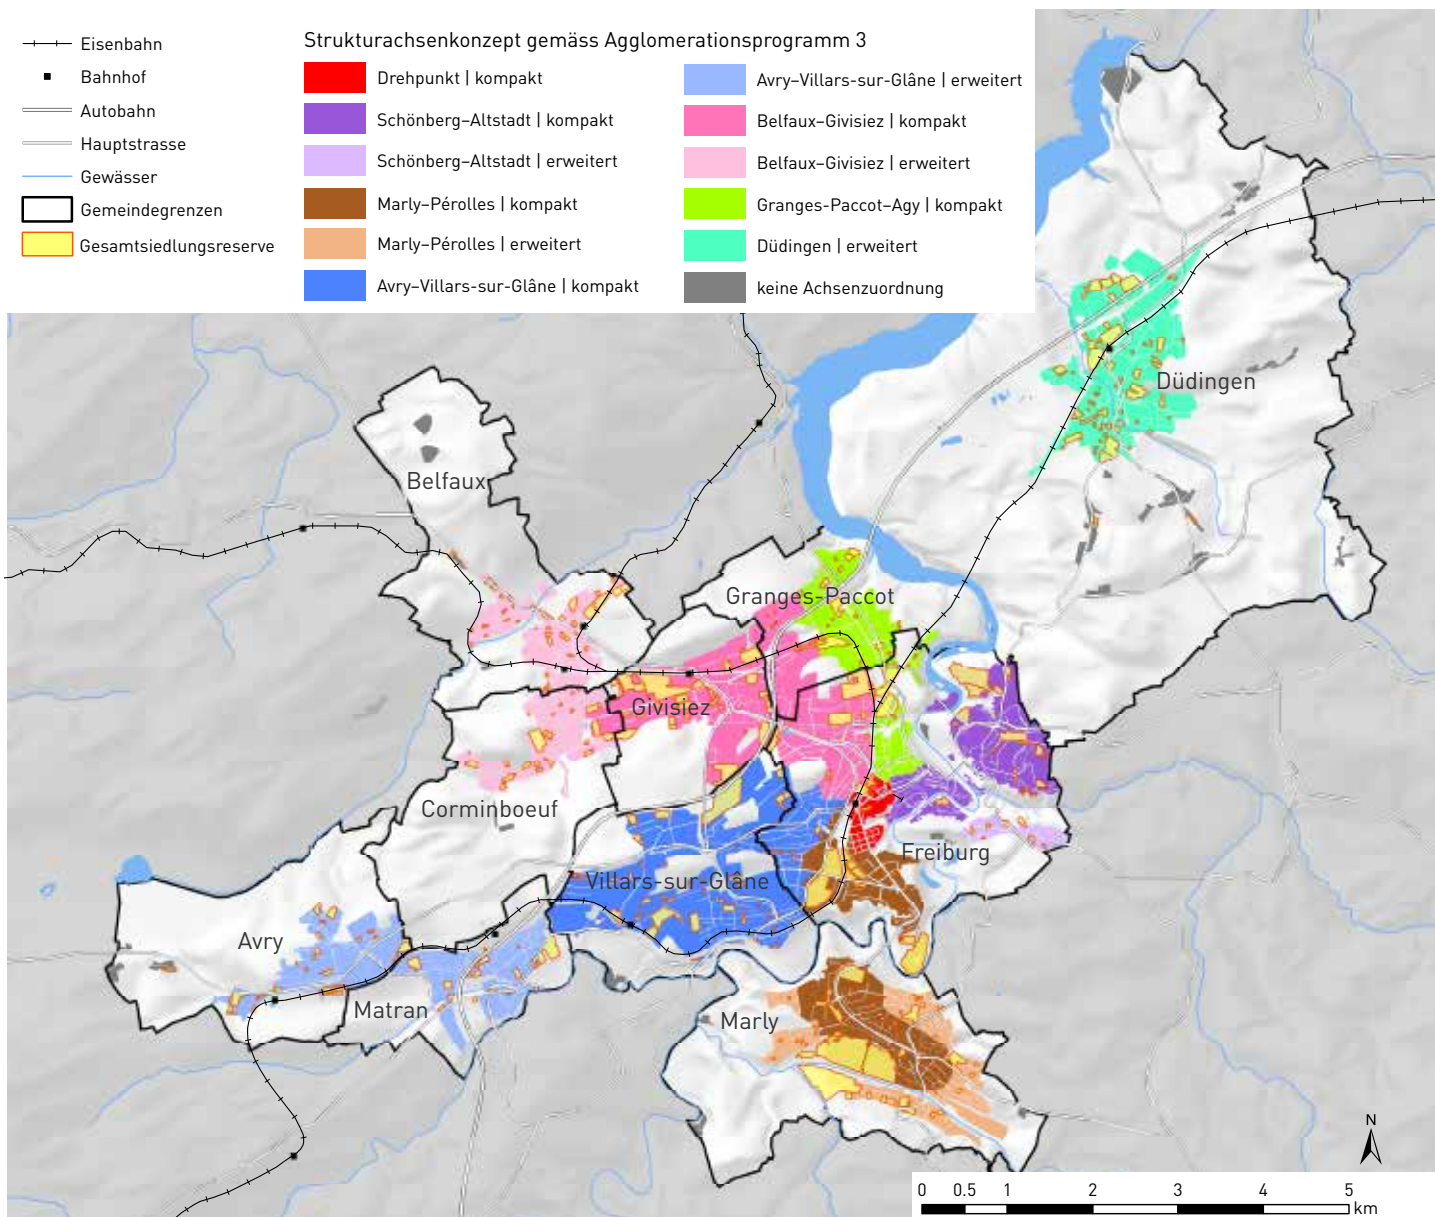 Eisenbahn
Bahnhof
Autobahn
Hauptstrasse
Gewässer
Gemeindegrenzen
Gesamtsiedlungsreserve
Strukturachsenkonzept gemäss Agglomerationsprogramm 3
Drehpunkt | kompakt
Schönberg–Altstadt | kompakt
Schönberg–Altstadt | erweitert
Marly–Pérolles | kompakt
Marly–Pérolles | erweitert
Avry–Villars-sur-Glâne | kompakt
Avry–Villars-sur-Glâne | erweitert
Belfaux–Givisiez | kompakt
Belfaux–Givisiez | erweitert
Granges-Paccot–Agy | kompakt
Düdingen | erweitert
keine Achsenzuordnung
Düdingen
Belfaux
Granges-Paccot
Givisiez
Corminboeuf
Freiburg
Villars-sur-Glâne
Avry
Matran
Marly
N
0 0.5 1 2 3 4 5
km